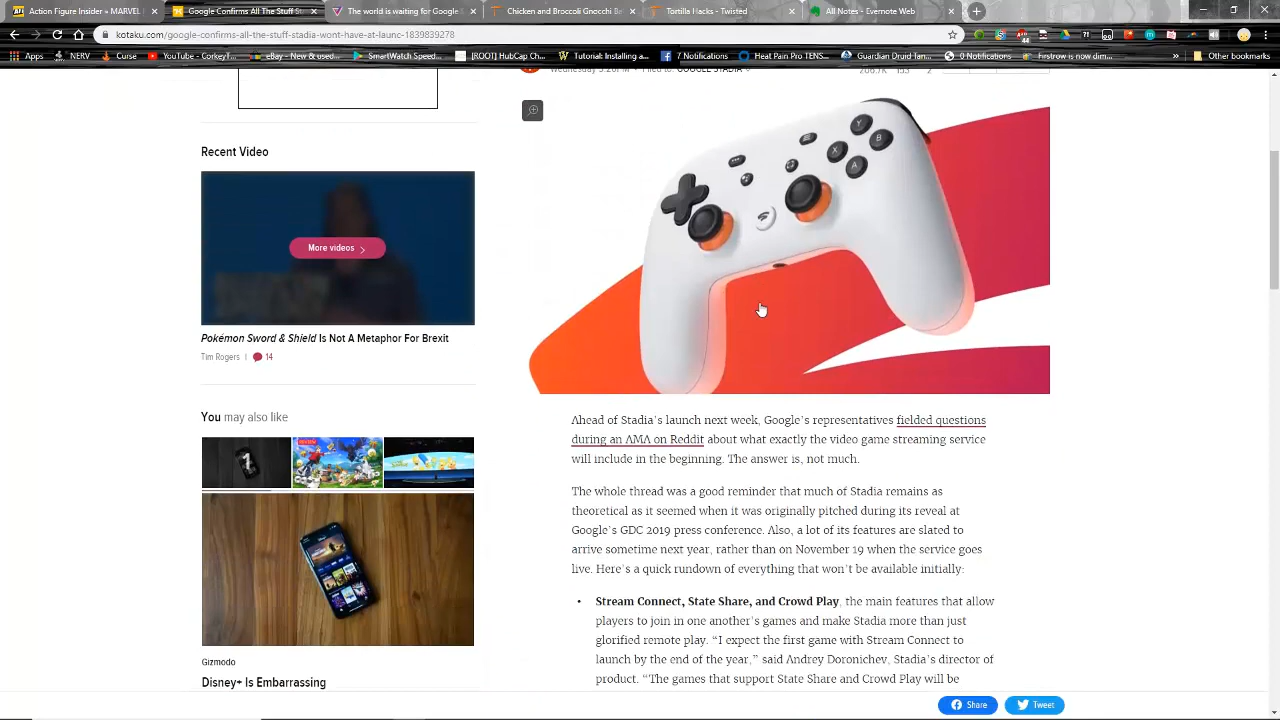 Action Figure Insider » MARVEL
Google Confirms All The Stuff St
The world is waiting for Google
Chicken and Broccoli Gnocchi Be
Tortilla Hacks - Twisted
All Notes - Evernote Web
kotaku.com/google-confirms-all-the-stuff-stadia-wont-have-at-launc-1839859278
Apps
NERV
Curse
YouTube - CorkeyT...
eBay - New & used...
SmartWatch Speed...
[ROOT] HubCap Ch...
Tutorial: Installing a...
7 Notifications
Heat Pain PRO TENS...
Guardian Druid Tan...
0 Notifications
Firstrow is now dim...
»
Other bookmarks
Recent Video
More videos
Pokémon Sword & Shield Is Not A Metaphor For Brexit
Tim Rogers | 14
You may also like
Gizmodo
Disney+ Is Embarrassing
Y
B
X
A
Ahead of Stadia's launch next week, Google's representatives fielded questions
during an AMA on Reddit about what exactly the video game streaming service
will include in the beginning. The answer is, not much.
The whole thread was a good reminder that much of Stadia remains as
theoretical as it seemed when it was originally pitched during its reveal at
Google's GDC 2019 press conference. Also, a lot of its features are slated to
arrive sometime next year, rather than on November 19 when the service goes
live. Here's a quick rundown of everything that won't be available initially:
• Stream Connect, State Share, and Crowd Play, the main features that allow
players to join in one another's games and make Stadia more than just
glorified remote play. “I expect the first game with Stream Connect to
launch by the end of the year,” said Andrey Doronichev, Stadia's director of
product. “The games that support State Share and Crowd Play will be
Share
Tweet